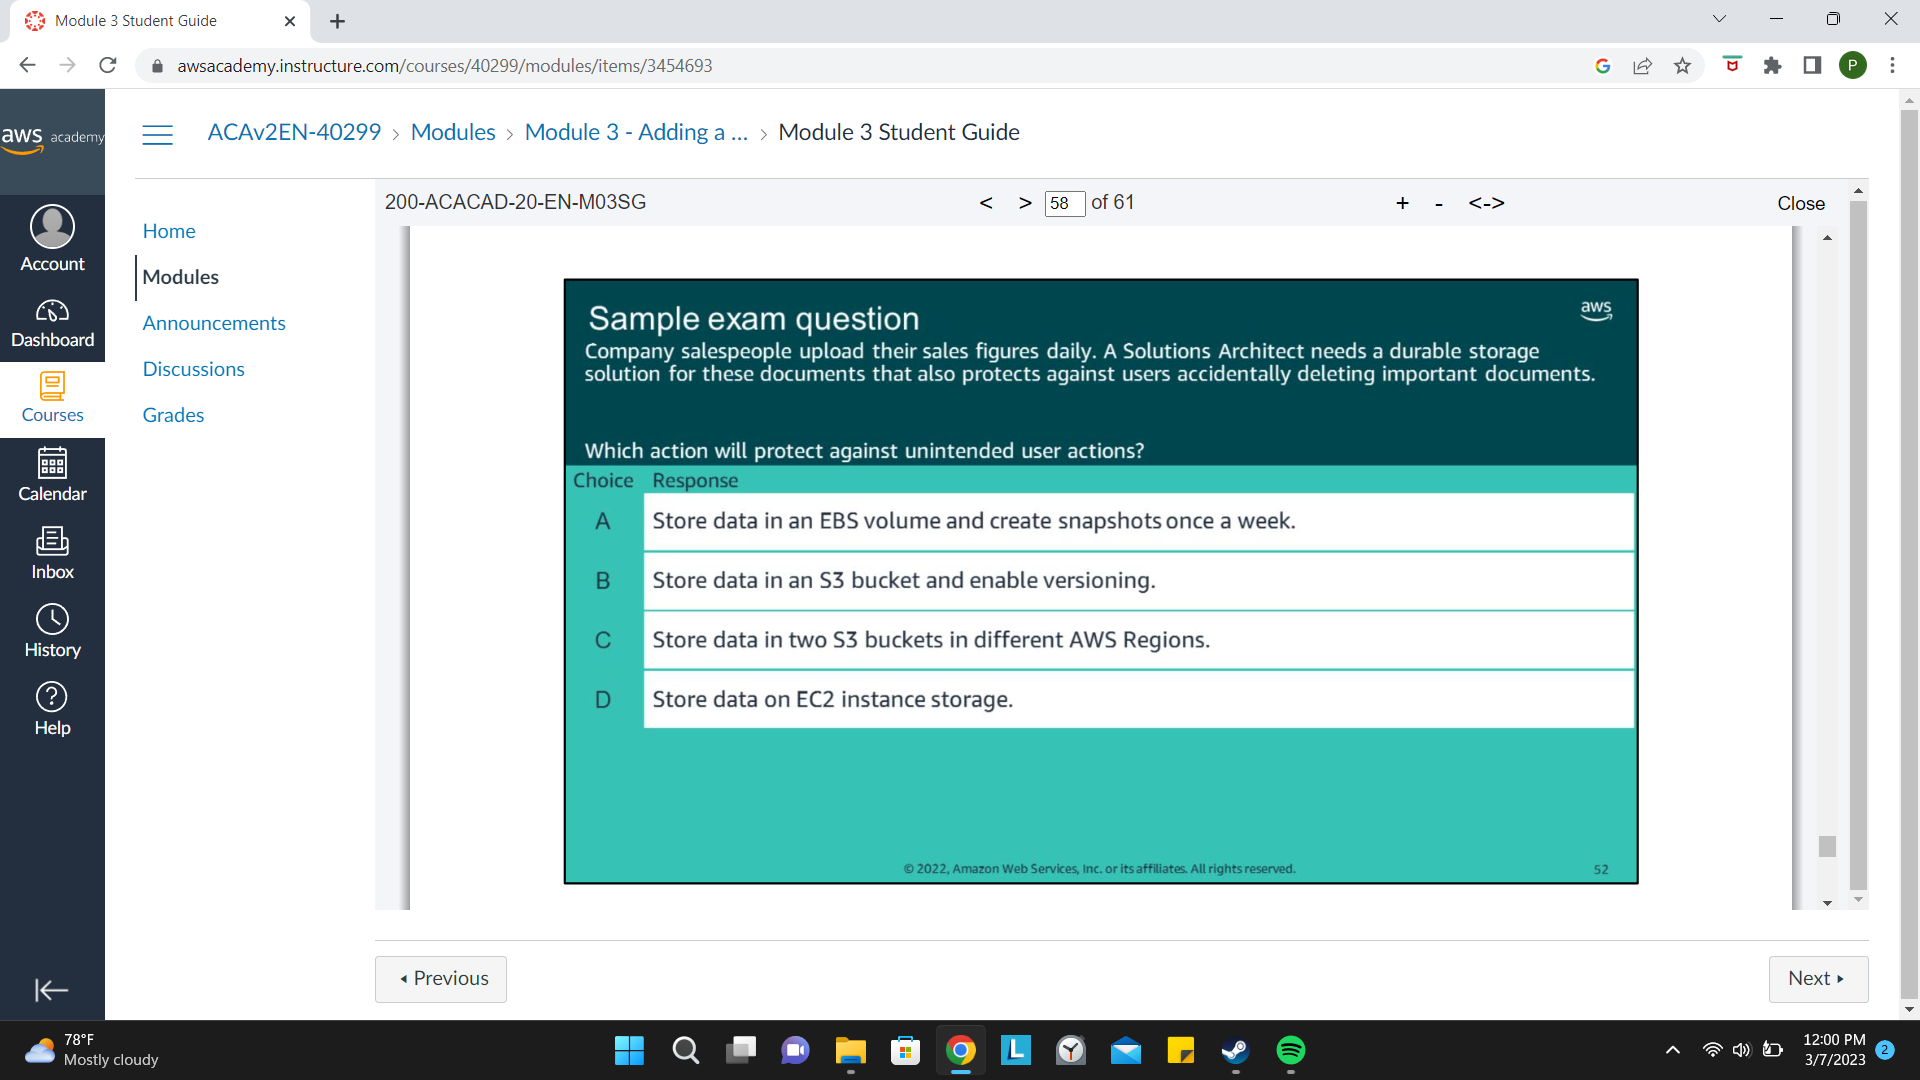 Module 3 Student Guide
awsacademy.instructure.com/courses/40299/modules/items/3454693
P
aws academy
ACAv2EN-40299 > Modules > Module 3 - Adding a ... > Module 3 Student Guide
200-ACACAD-20-EN-M03SG
< > 58 of 61
+ - <->
Close
Account
Dashboard
Courses
Calendar
Inbox
History
Help
Home
Modules
Announcements
Discussions
Grades
Sample exam question
aws
Company salespeople upload their sales figures daily. A Solutions Architect needs a durable storage
solution for these documents that also protects against users accidentally deleting important documents.
Which action will protect against unintended user actions?
Choice Response
A Store data in an EBS volume and create snapshots once a week.
B Store data in an S3 bucket and enable versioning.
C Store data in two S3 buckets in different AWS Regions.
D Store data on EC2 instance storage.
© 2022, Amazon Web Services, Inc. or its affiliates. All rights reserved.
52
Previous
Next
78°F
Mostly cloudy
L
12:00 PM
3/7/2023
2